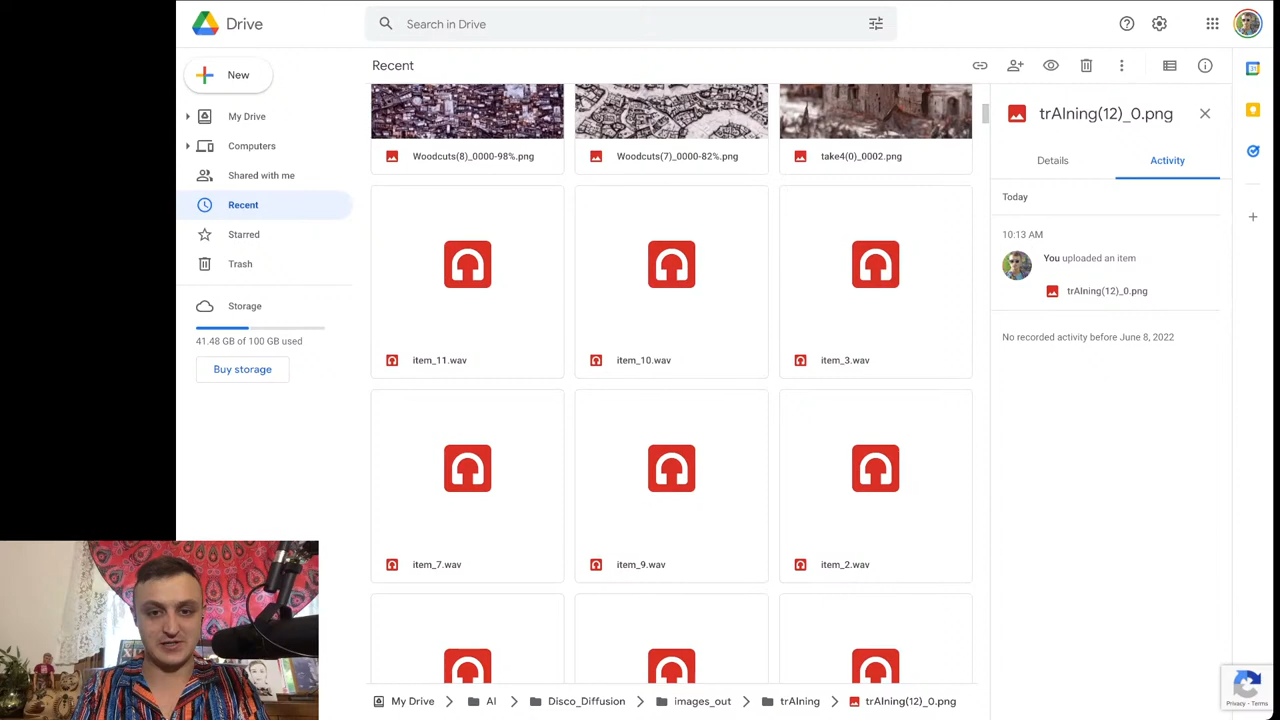 Drive
Search in Drive
New
My Drive
Computers
Shared with me
Recent
Starred
Trash
Storage
41.48 GB of 100 GB used
Buy storage
Recent
Woodcuts(8)_0000-98%.png
Woodcuts(7)_0000-82%.png
take4(0)_0002.png
item_11.wav
item_10.wav
item_3.wav
item_7.wav
item_9.wav
item_2.wav
My Drive
AI
Disco_Diffusion
images_out
trAIning
trAIning(12)_0.png
trAIning(12)_0.png
Details
Activity
Today
10:13 AM
You uploaded an item
trAIning(12)_0.png
No recorded activity before June 8, 2022
31
Privacy - Terms